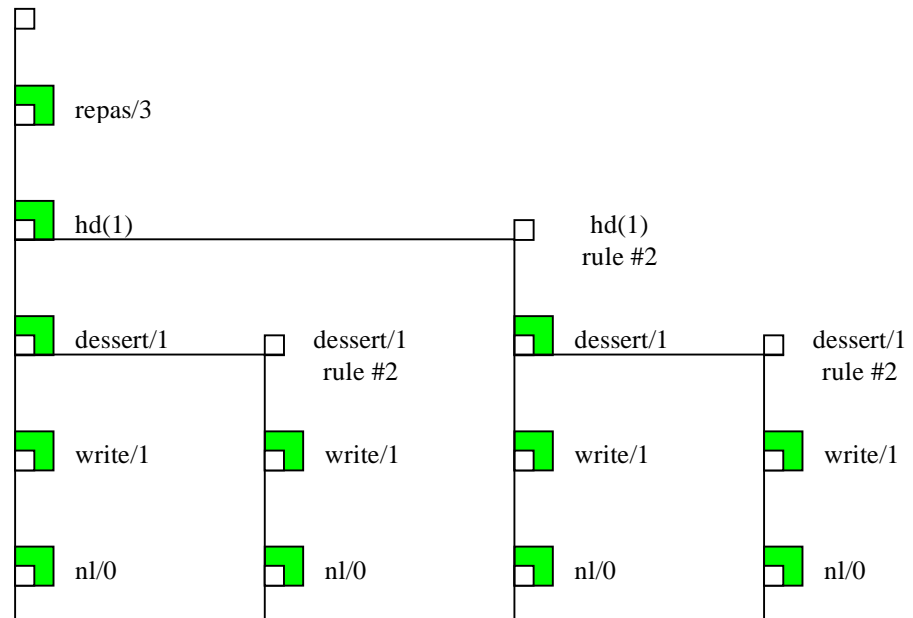 repas/3
hd(1)
hd(1)
rule #2
dessert/1
dessert/1
rule #2
dessert/1
dessert/1
rule #2
write/1
write/1
write/1
write/1
nl/0
nl/0
nl/0
nl/0